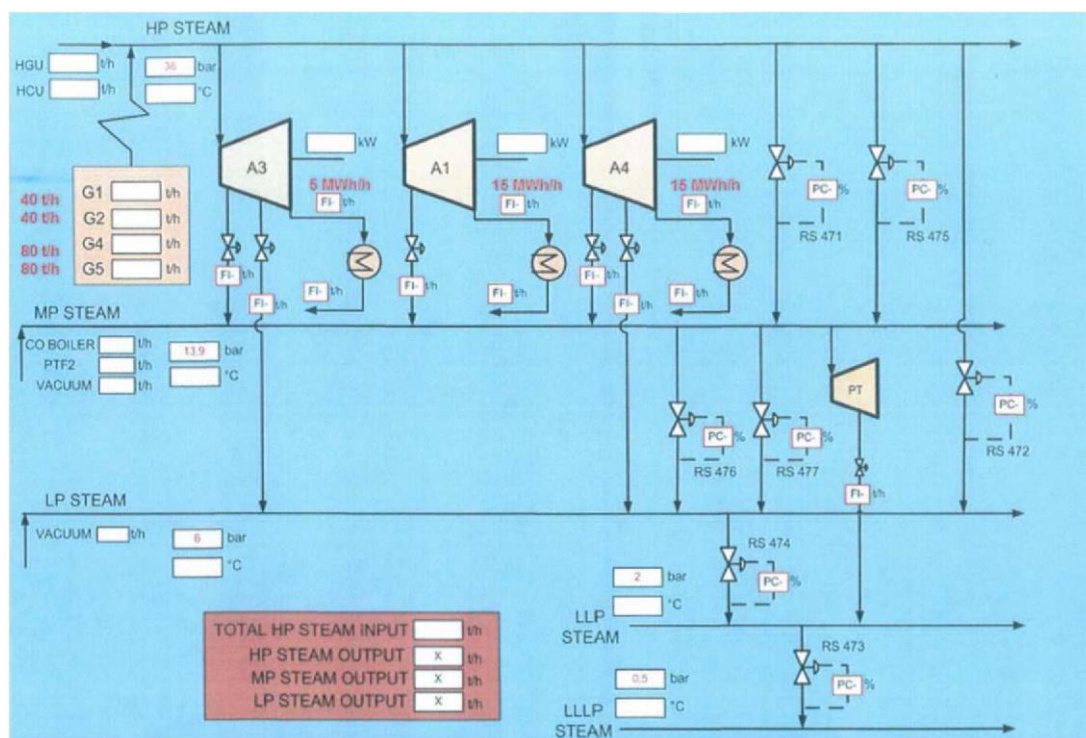 HP STEAM
HGU t/h
HCU t/h
36 bar
°C
A3
kW
A1
kW
A4
kW
5 MWh/h
FI- t/h
15 MWh/h
FI- t/h
15 MWh/h
FI- t/h
PC- %
RS 471
PC- %
RS 475
40 t/h
40 t/h
80 t/h
80 t/h
G1 t/h
G2 t/h
G4 t/h
G5 t/h
FI- t/h
FI- t/h
FI- t/h
FI- t/h
FI- t/h
FI- t/h
FI- t/h
FI- t/h
MP STEAM
CO BOILER t/h
PTF2 t/h
VACUUM t/h
13.9 bar
°C
PT
PC- %
RS 476
PC- %
RS 477
PC- %
RS 472
FI- t/h
LP STEAM
VACUUM t/h
6 bar
°C
RS 474
PC- %
2 bar
°C
LLP
STEAM
TOTAL HP STEAM INPUT t/h
HP STEAM OUTPUT X t/h
MP STEAM OUTPUT X t/h
LP STEAM OUTPUT X t/h
RS 473
PC- %
0.5 bar
°C
LLLP
STEAM